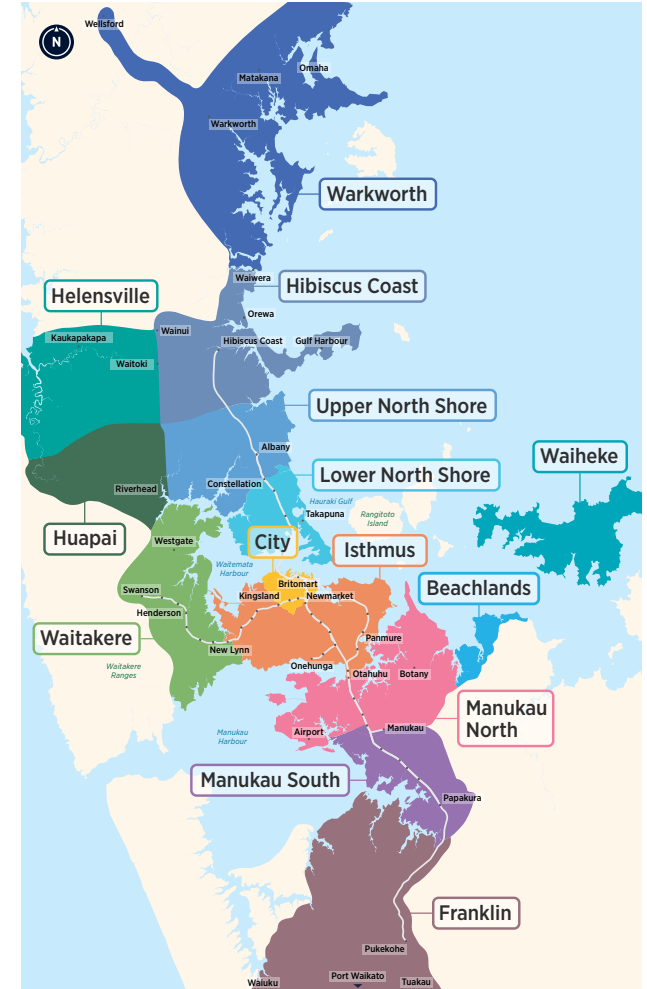 Wellsford
N
Omaha
Matakana
Warkworth
Warkworth
Waiwera
Hibiscus Coast
Helensville
Orewa
Wainui
Kaukapakapa
Hibiscus Coast
Gulf Harbour
Waitoki
Upper North Shore
Albany
Waiheke
Lower North Shore
Constellation
Riverhead
Hauraki Gulf
Takapuna
Rangitoto
Island
Huapai
Westgate
City
Isthmus
Waitemata
Harbour
Britomart
Beachlands
Swanson
Kingsland
Newmarket
Henderson
Waitakere
Panmure
New Lynn
Onehunga
Waitakere
Ranges
Otahuhu
Botany
Manukau
North
Manukau
Harbour
Airport
Manukau
Manukau South
Papakura
Franklin
Pukekohe
Port Waikato
Waiuku
Tuakau